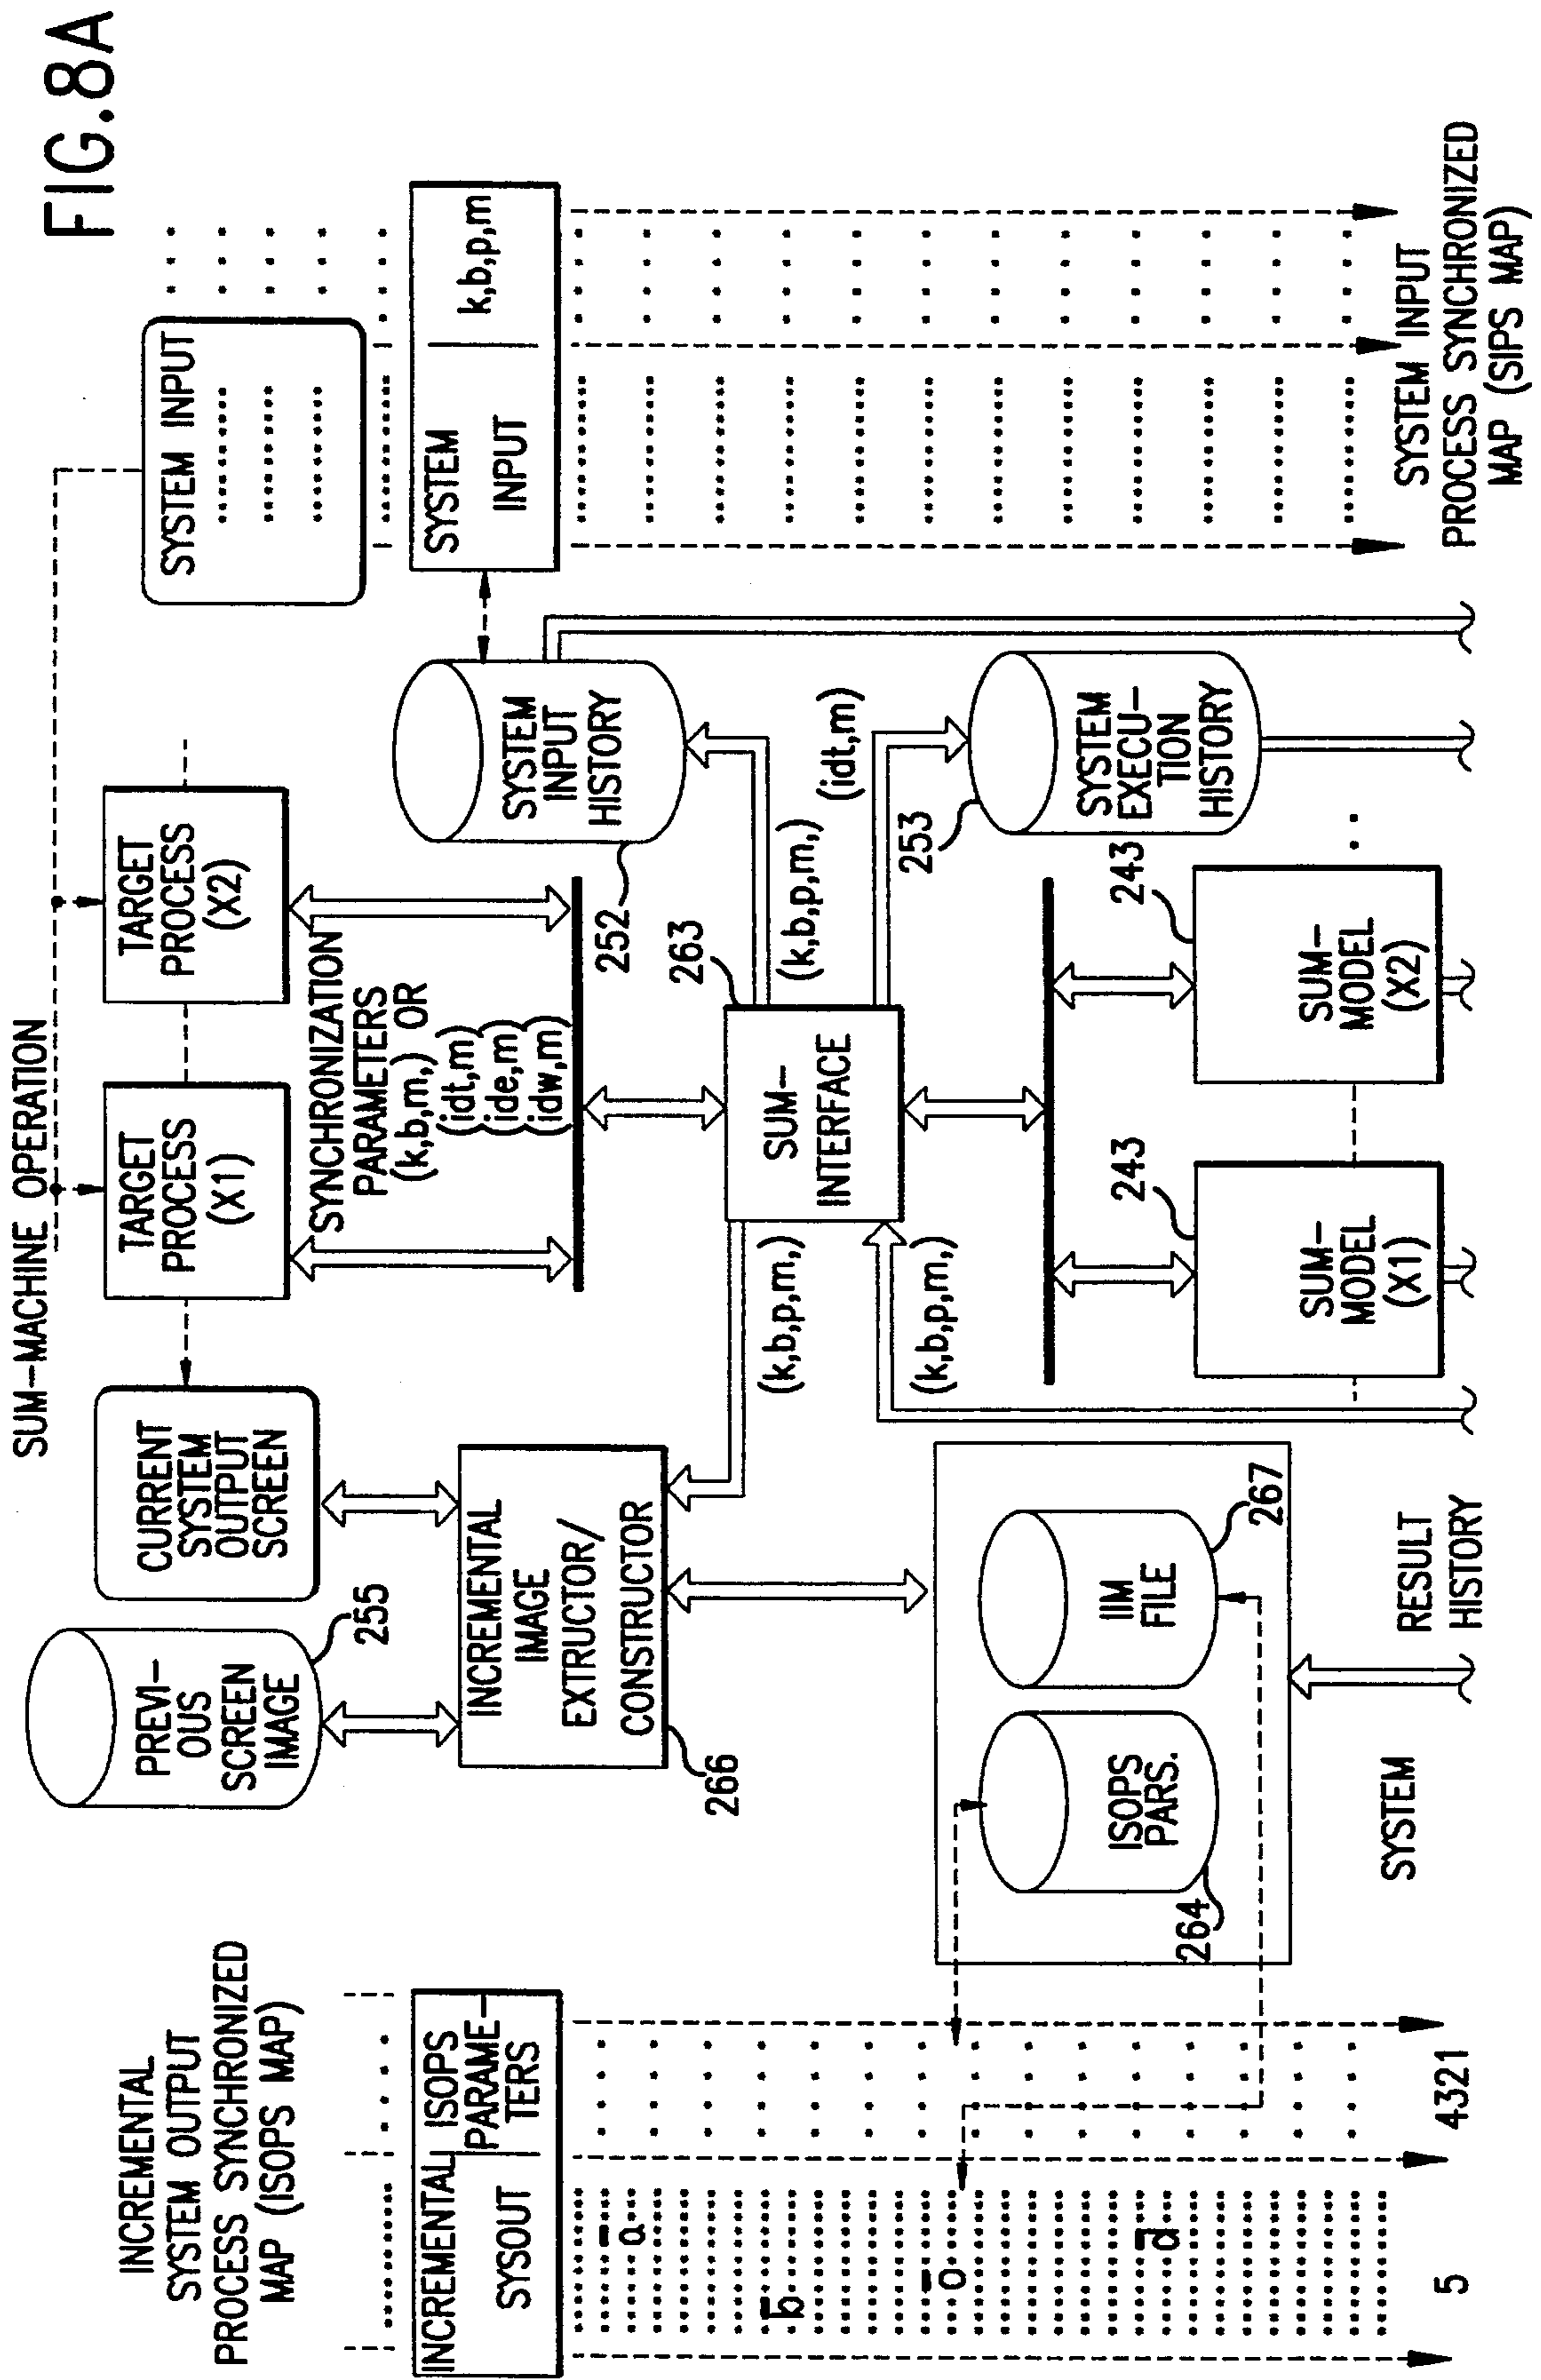 FIG.8A
SUM-MACHINE OPERATION
INCREMENTAL
SYSTEM OUTPUT
PROCESS SYNCHRONIZED
MAP (ISOPS MAP)
INCREMENTAL
SYSOUT
ISOPS
PARAME-
TERS
a
b
c
d
5
4321
PREVI-
OUS
SCREEN
IMAGE
255
CURRENT
SYSTEM
OUTPUT
SCREEN
INCREMENTAL
IMAGE
EXTRUCTOR/
CONSTRUCTOR
266
ISOPS
PARS.
264
IIM
FILE
267
SYSTEM
RESULT
HISTORY
TARGET
PROCESS
(X1)
TARGET
PROCESS
(X2)
SYNCHRONIZATION
PARAMETERS
(k,b,m,) OR
(idt,m)
(ide,m)
(idw,m)
SUM-
INTERFACE
263
(k,b,p,m,)
(k,b,p,m,)
(k,b,p,m,)
(idt,m)
SYSTEM
INPUT
HISTORY
252
SYSTEM
EXECU-
TION
HISTORY
253
SUM-
MODEL
(X1)
243
SUM-
MODEL
(X2)
243
SYSTEM INPUT
SYSTEM
INPUT
k,b,p,m
SYSTEM INPUT
PROCESS SYNCHRONIZED
MAP (SIPS MAP)